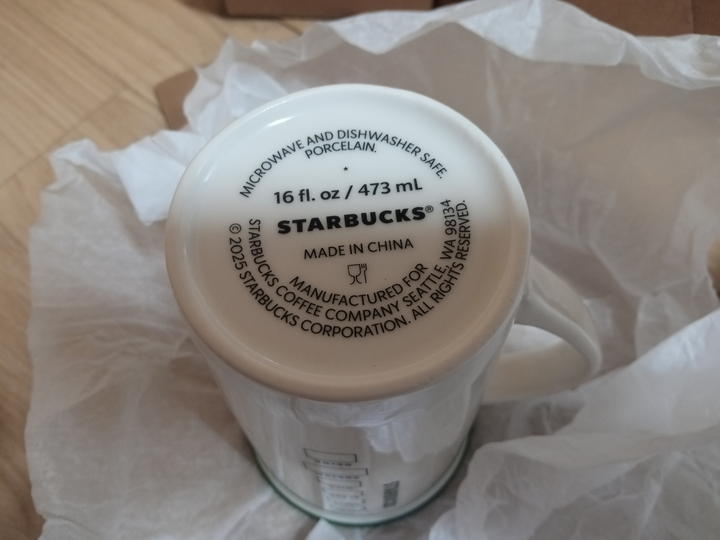 MICROWAVE AND DISHWASHER SAFE.
PORCELAIN.
16 fl. oz / 473 mL
STARBUCKS®
MADE IN CHINA
MANUFACTURED FOR
STARBUCKS COFFEE COMPANY SEATTLE, WA 98134
© 2025 STARBUCKS CORPORATION. ALL RIGHTS RESERVED.